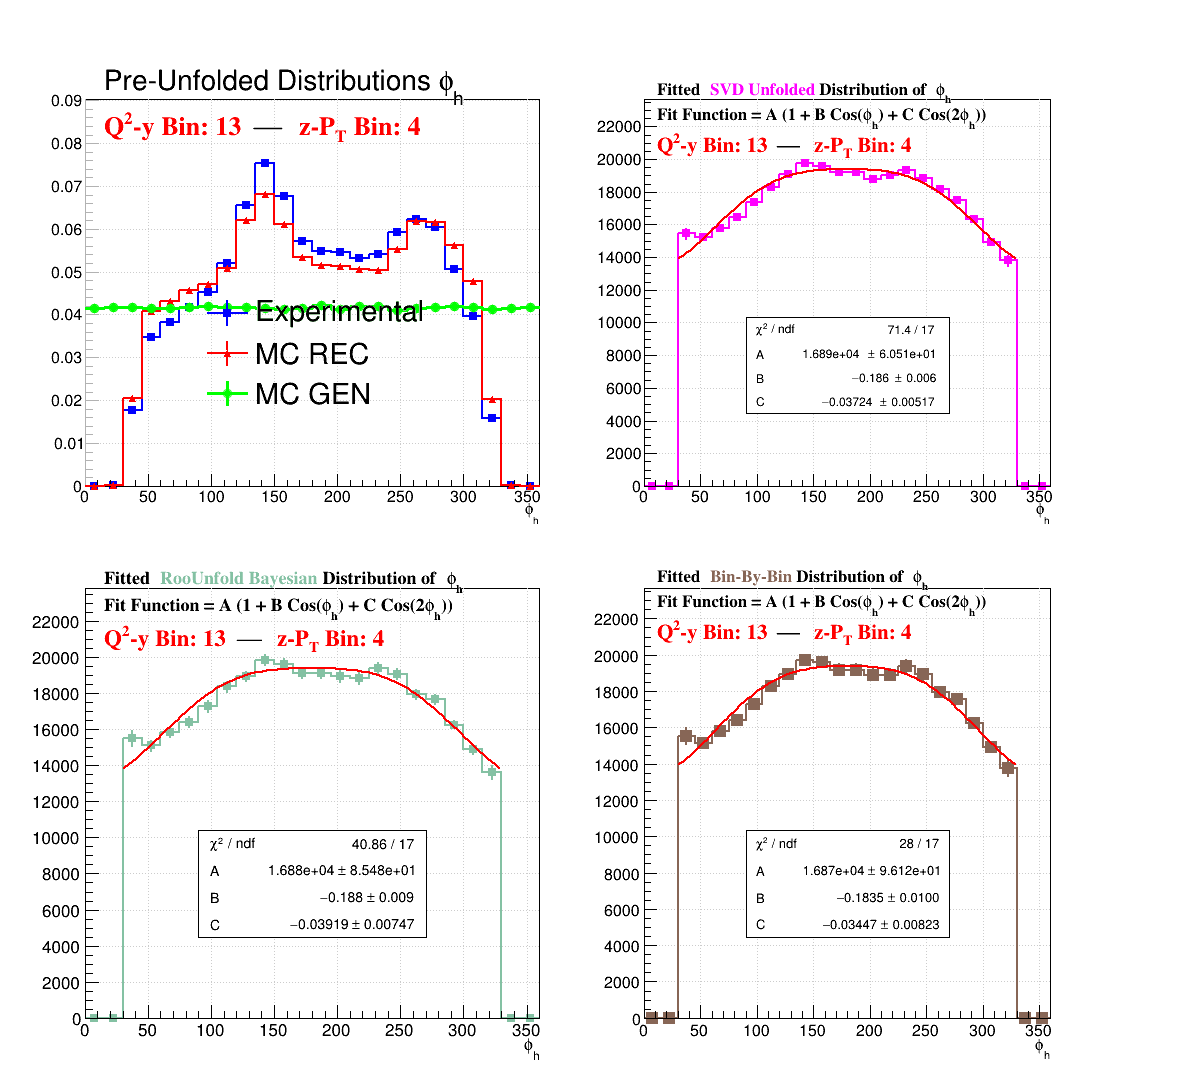 Pre-Unfolded Distributions ϕh
Q²-y Bin: 13 — z-PT Bin: 4
0.09
0.08
0.07
0.06
0.05
0.04
0.03
0.02
0.01
0
Experimental
MC REC
MC GEN
0 50 100 150 200 250 300 350
ϕh
Fitted SVD Unfolded Distribution of ϕh
Fit Function = A (1 + B Cos(ϕh) + C Cos(2ϕh))
Q²-y Bin: 13 — z-PT Bin: 4
22000
20000
18000
16000
14000
12000
10000
8000
6000
4000
2000
0
χ² / ndf 71.4 / 17
A 1.689e+04 ± 6.051e+01
B −0.186 ± 0.006
C −0.03724 ± 0.00517
0 50 100 150 200 250 300 350
ϕh
Fitted RooUnfold Bayesian Distribution of ϕh
Fit Function = A (1 + B Cos(ϕh) + C Cos(2ϕh))
Q²-y Bin: 13 — z-PT Bin: 4
22000
20000
18000
16000
14000
12000
10000
8000
6000
4000
2000
0
χ² / ndf 40.86 / 17
A 1.688e+04 ± 8.548e+01
B −0.188 ± 0.009
C −0.03919 ± 0.00747
0 50 100 150 200 250 300 350
ϕh
Fitted Bin-By-Bin Distribution of ϕh
Fit Function = A (1 + B Cos(ϕh) + C Cos(2ϕh))
Q²-y Bin: 13 — z-PT Bin: 4
22000
20000
18000
16000
14000
12000
10000
8000
6000
4000
2000
0
χ² / ndf 28 / 17
A 1.687e+04 ± 9.612e+01
B −0.1835 ± 0.0100
C −0.03447 ± 0.00823
0 50 100 150 200 250 300 350
ϕh